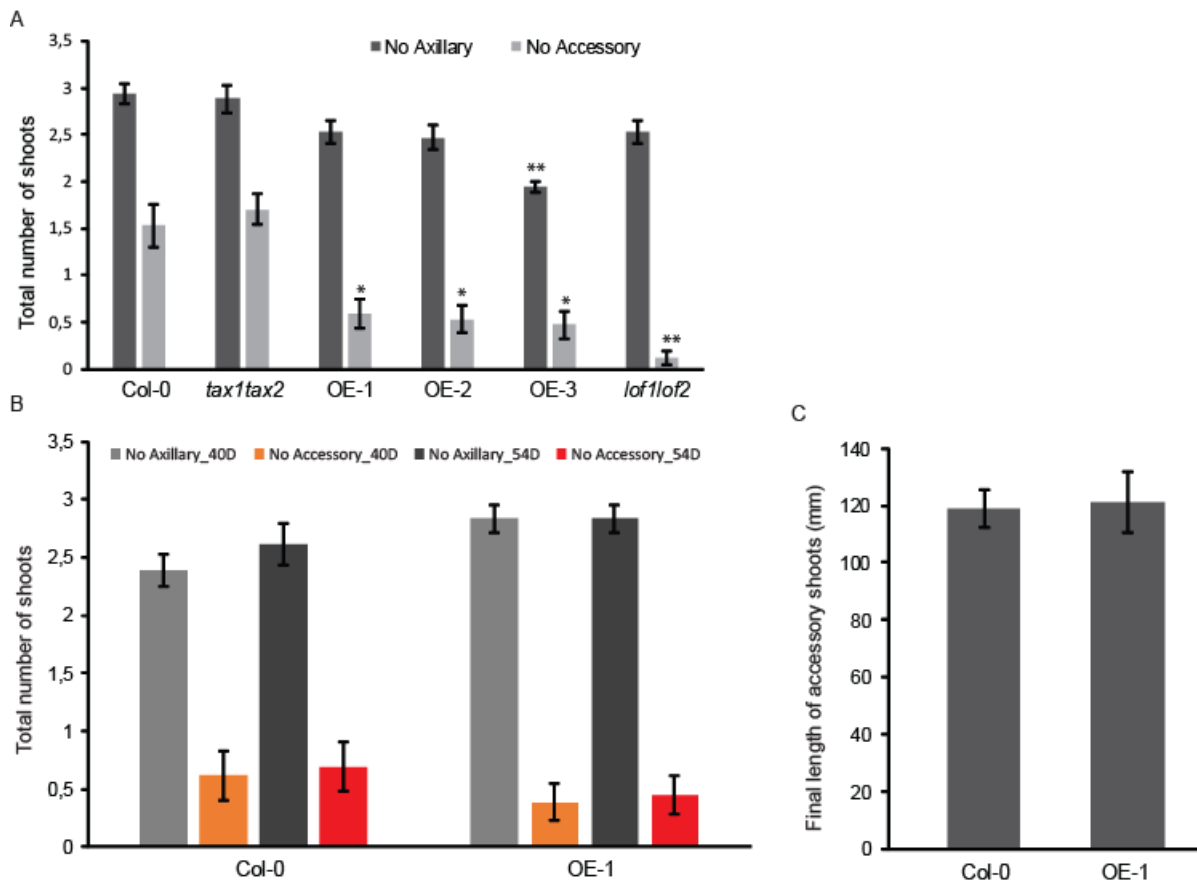 A
No Axillary No Accessory
Total number of shoots
3,5
3
2,5
2
1,5
1
0,5
0
* * ** * **
Col-0 tax1tax2 OE-1 OE-2 OE-3 lof1lof2
B
No Axillary_40D No Accessory_40D No Axillary_54D No Accessory_54D
Total number of shoots
3,5
3
2,5
2
1,5
1
0,5
0
Col-0 OE-1
C
Final length of accessory shoots (mm)
140
120
100
80
60
40
20
0
Col-0 OE-1